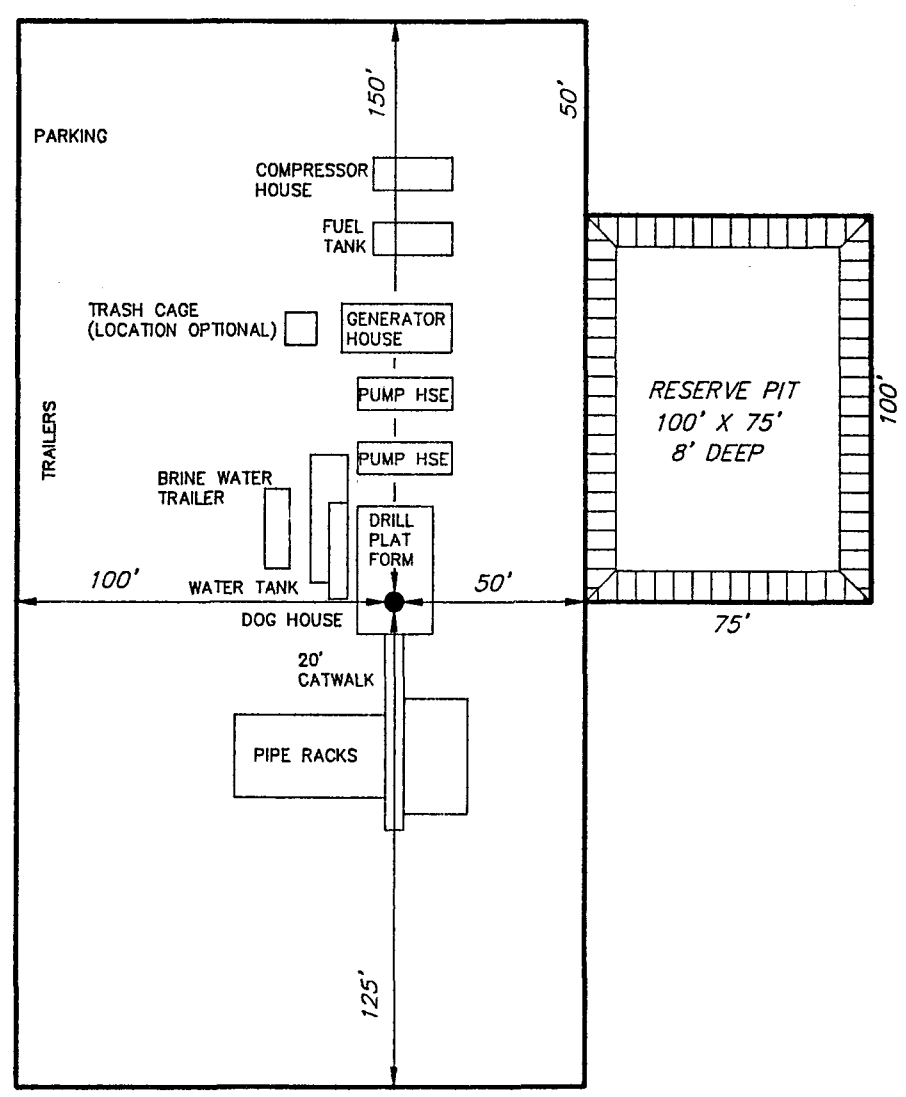 150'
50'
PARKING
COMPRESSOR
HOUSE
FUEL
TANK
TRASH CAGE
(LOCATION OPTIONAL)
GENERATOR
HOUSE
PUMP HSE
RESERVE PIT
100' X 75'
8' DEEP
100'
TRAILERS
PUMP HSE
BRINE WATER
TRAILER
DRILL
PLAT
FORM
100'
WATER TANK
50'
DOG HOUSE
75'
20'
CATWALK
PIPE RACKS
125'